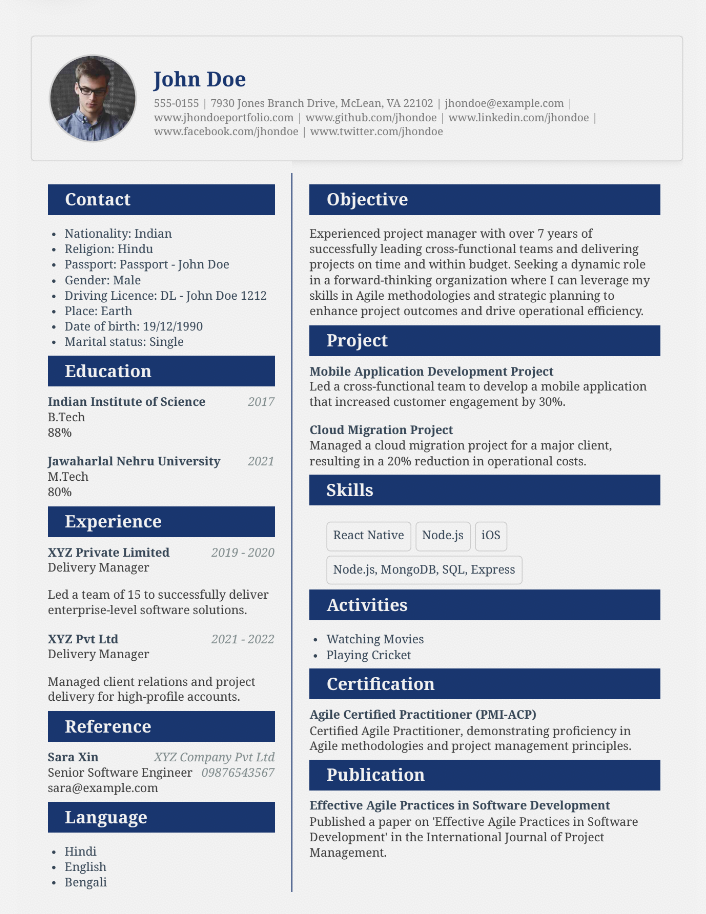 John Doe
555-0155 | 7930 Jones Branch Drive, McLean, VA 22102 | jhondoe@example.com |
www.jhondoeportfolio.com | www.github.com/jhondoe | www.linkedin.com/jhondoe |
www.facebook.com/jhondoe | www.twitter.com/jhondoe
Contact
• Nationality: Indian
• Religion: Hindu
• Passport: Passport - John Doe
• Gender: Male
• Driving Licence: DL - John Doe 1212
• Place: Earth
• Date of birth: 19/12/1990
• Marital status: Single
Education
Indian Institute of Science 2017
B.Tech
88%
Jawaharlal Nehru University 2021
M.Tech
80%
Experience
XYZ Private Limited 2019 - 2020
Delivery Manager
Led a team of 15 to successfully deliver
enterprise-level software solutions.
XYZ Pvt Ltd 2021 - 2022
Delivery Manager
Managed client relations and project
delivery for high-profile accounts.
Reference
Sara Xin XYZ Company Pvt Ltd
Senior Software Engineer 09876543567
sara@example.com
Language
• Hindi
• English
• Bengali
Objective
Experienced project manager with over 7 years of
successfully leading cross-functional teams and delivering
projects on time and within budget. Seeking a dynamic role
in a forward-thinking organization where I can leverage my
skills in Agile methodologies and strategic planning to
enhance project outcomes and drive operational efficiency.
Project
Mobile Application Development Project
Led a cross-functional team to develop a mobile application
that increased customer engagement by 30%.
Cloud Migration Project
Managed a cloud migration project for a major client,
resulting in a 20% reduction in operational costs.
Skills
React Native Node.js iOS
Node.js, MongoDB, SQL, Express
Activities
• Watching Movies
• Playing Cricket
Certification
Agile Certified Practitioner (PMI-ACP)
Certified Agile Practitioner, demonstrating proficiency in
Agile methodologies and project management principles.
Publication
Effective Agile Practices in Software Development
Published a paper on 'Effective Agile Practices in Software
Development' in the International Journal of Project
Management.